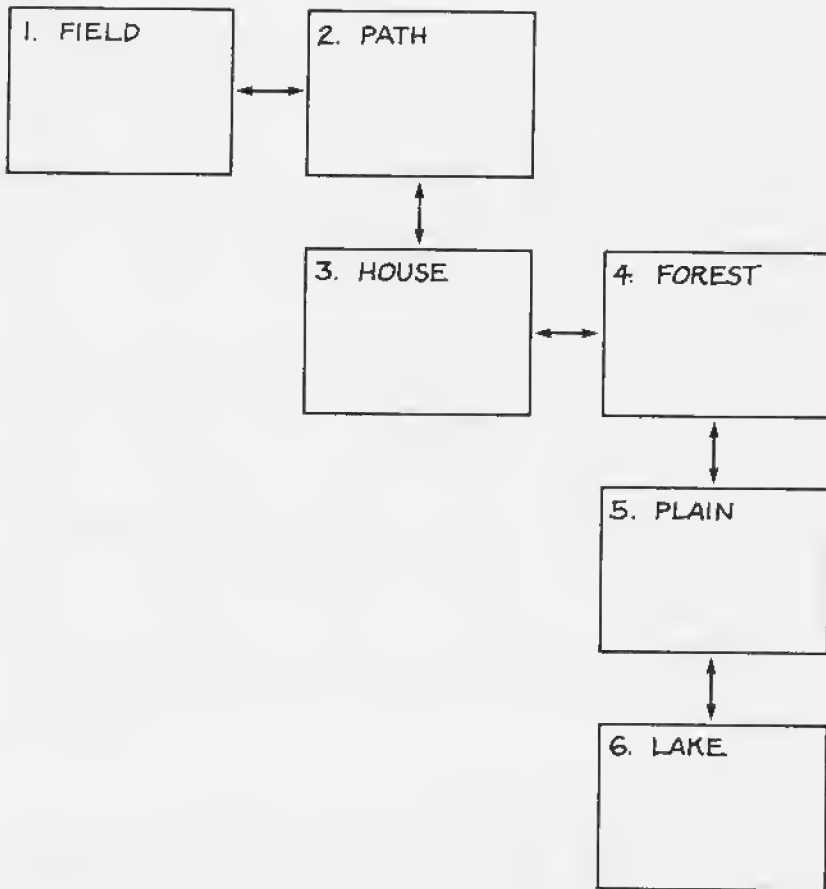 1. FIELD
2. PATH
3. HOUSE
4. FOREST
5. PLAIN
6. LAKE